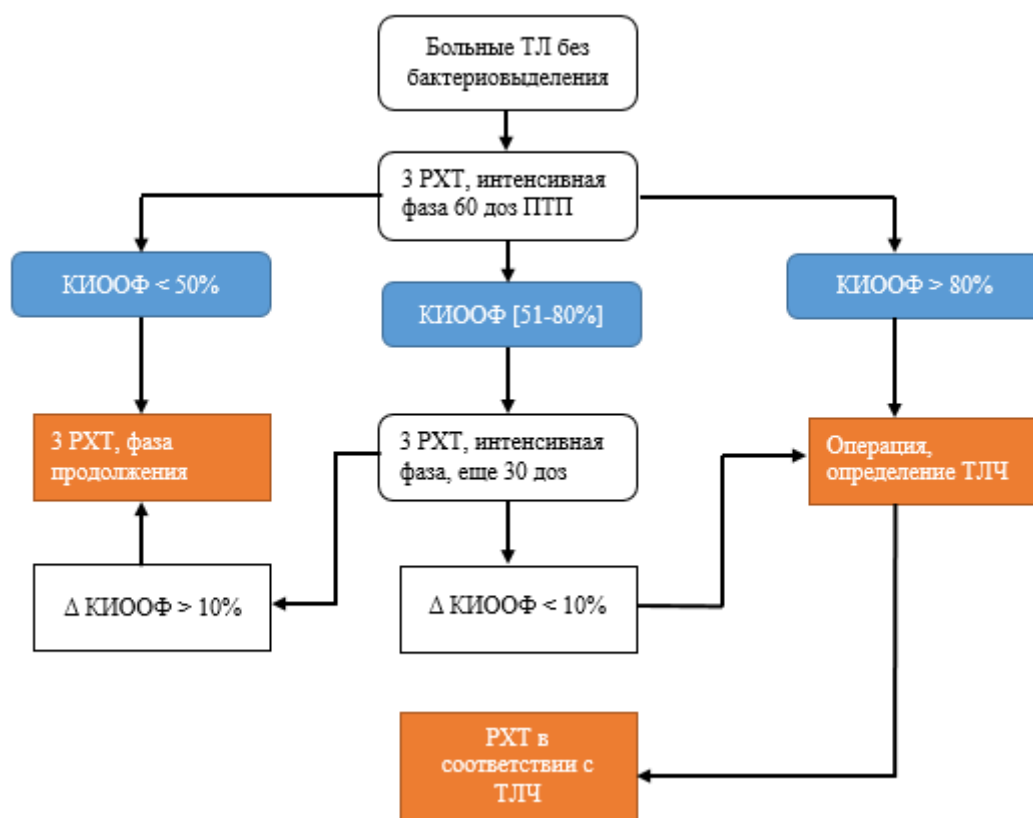 Больные ТЛ без
бактериовыделения
3 РХТ, интенсивная
фаза 60 доз ПТП
КИООФ < 50%
КИООФ [51-80%]
КИООФ > 80%
3 РХТ, фаза
продолжения
3 РХТ, интенсивная
фаза, еще 30 доз
Операция,
определение ТЛЧ
Δ КИООФ > 10%
Δ КИООФ < 10%
РХТ в
соответствии с
ТЛЧ